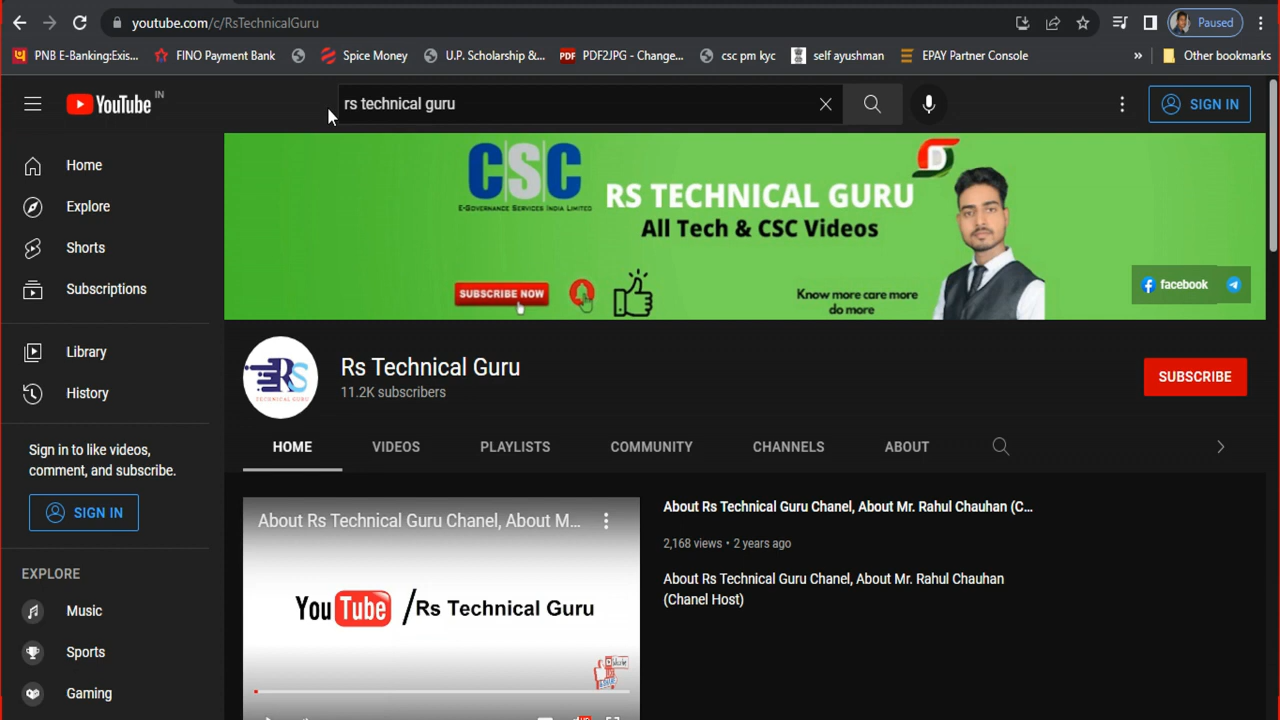 youtube.com/c/RsTechnicalGuru
Paused
PNB E-Banking:Exis...
FINO Payment Bank
Spice Money
U.P. Scholarship &...
PDF
PDF2JPG - Change...
csc pm kyc
self ayushman
EPAY Partner Console
»
Other bookmarks
YouTube IN
rs technical guru
SIGN IN
Home
Explore
Shorts
Subscriptions
Library
History
Sign in to like videos,
comment, and subscribe.
SIGN IN
EXPLORE
Music
Sports
Gaming
CSC
E-GOVERNANCE SERVICES INDIA LIMITED
RS TECHNICAL GURU
All Tech & CSC Videos
SUBSCRIBE NOW
Know more care more
do more
facebook
RS
TECHNICAL GURU
Rs Technical Guru
11.2K subscribers
SUBSCRIBE
HOME
VIDEOS
PLAYLISTS
COMMUNITY
CHANNELS
ABOUT
About Rs Technical Guru Chanel, About M...
YouTube /Rs Technical Guru
About Rs Technical Guru Chanel, About Mr. Rahul Chauhan (C...
2,168 views • 2 years ago
About Rs Technical Guru Chanel, About Mr. Rahul Chauhan
(Chanel Host)